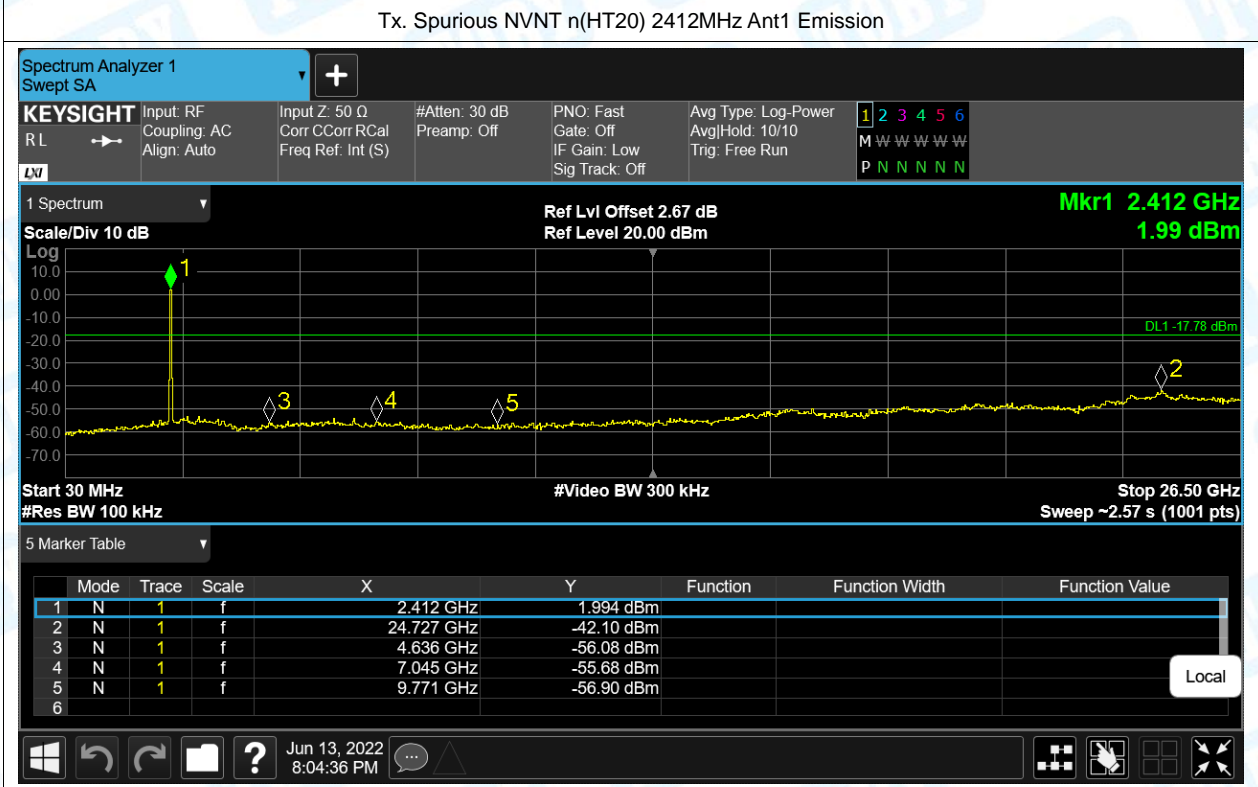 Tx. Spurious NVNT n(HT20) 2412MHz Ant1 Emission
Spectrum Analyzer 1
Swept SA
KEYSIGHT
R L
LXI
Input: RF
Coupling: AC
Align: Auto
Input Z: 50 Ω
Corr CCorr RCal
Freq Ref: Int (S)
#Atten: 30 dB
Preamp: Off
PNO: Fast
Gate: Off
IF Gain: Low
Sig Track: Off
Avg Type: Log-Power
Avg|Hold: 10/10
Trig: Free Run
1 2 3 4 5 6
M W W W W W
P N N N N N
1 Spectrum
Scale/Div 10 dB
Ref Lvl Offset 2.67 dB
Ref Level 20.00 dBm
Mkr1 2.412 GHz
1.99 dBm
Log
10.0
0.00
-10.0
-20.0
-30.0
-40.0
-50.0
-60.0
-70.0
1
DL1 -17.78 dBm
2
3
4
5
Start 30 MHz
#Video BW 300 kHz
Stop 26.50 GHz
#Res BW 100 kHz
Sweep ~2.57 s (1001 pts)
5 Marker Table
Mode Trace Scale X Y Function Function Width Function Value
1 N 1 f 2.412 GHz 1.994 dBm
2 N 1 f 24.727 GHz -42.10 dBm
3 N 1 f 4.636 GHz -56.08 dBm
4 N 1 f 7.045 GHz -55.68 dBm
5 N 1 f 9.771 GHz -56.90 dBm
6
Local
?
Jun 13, 2022
8:04:36 PM